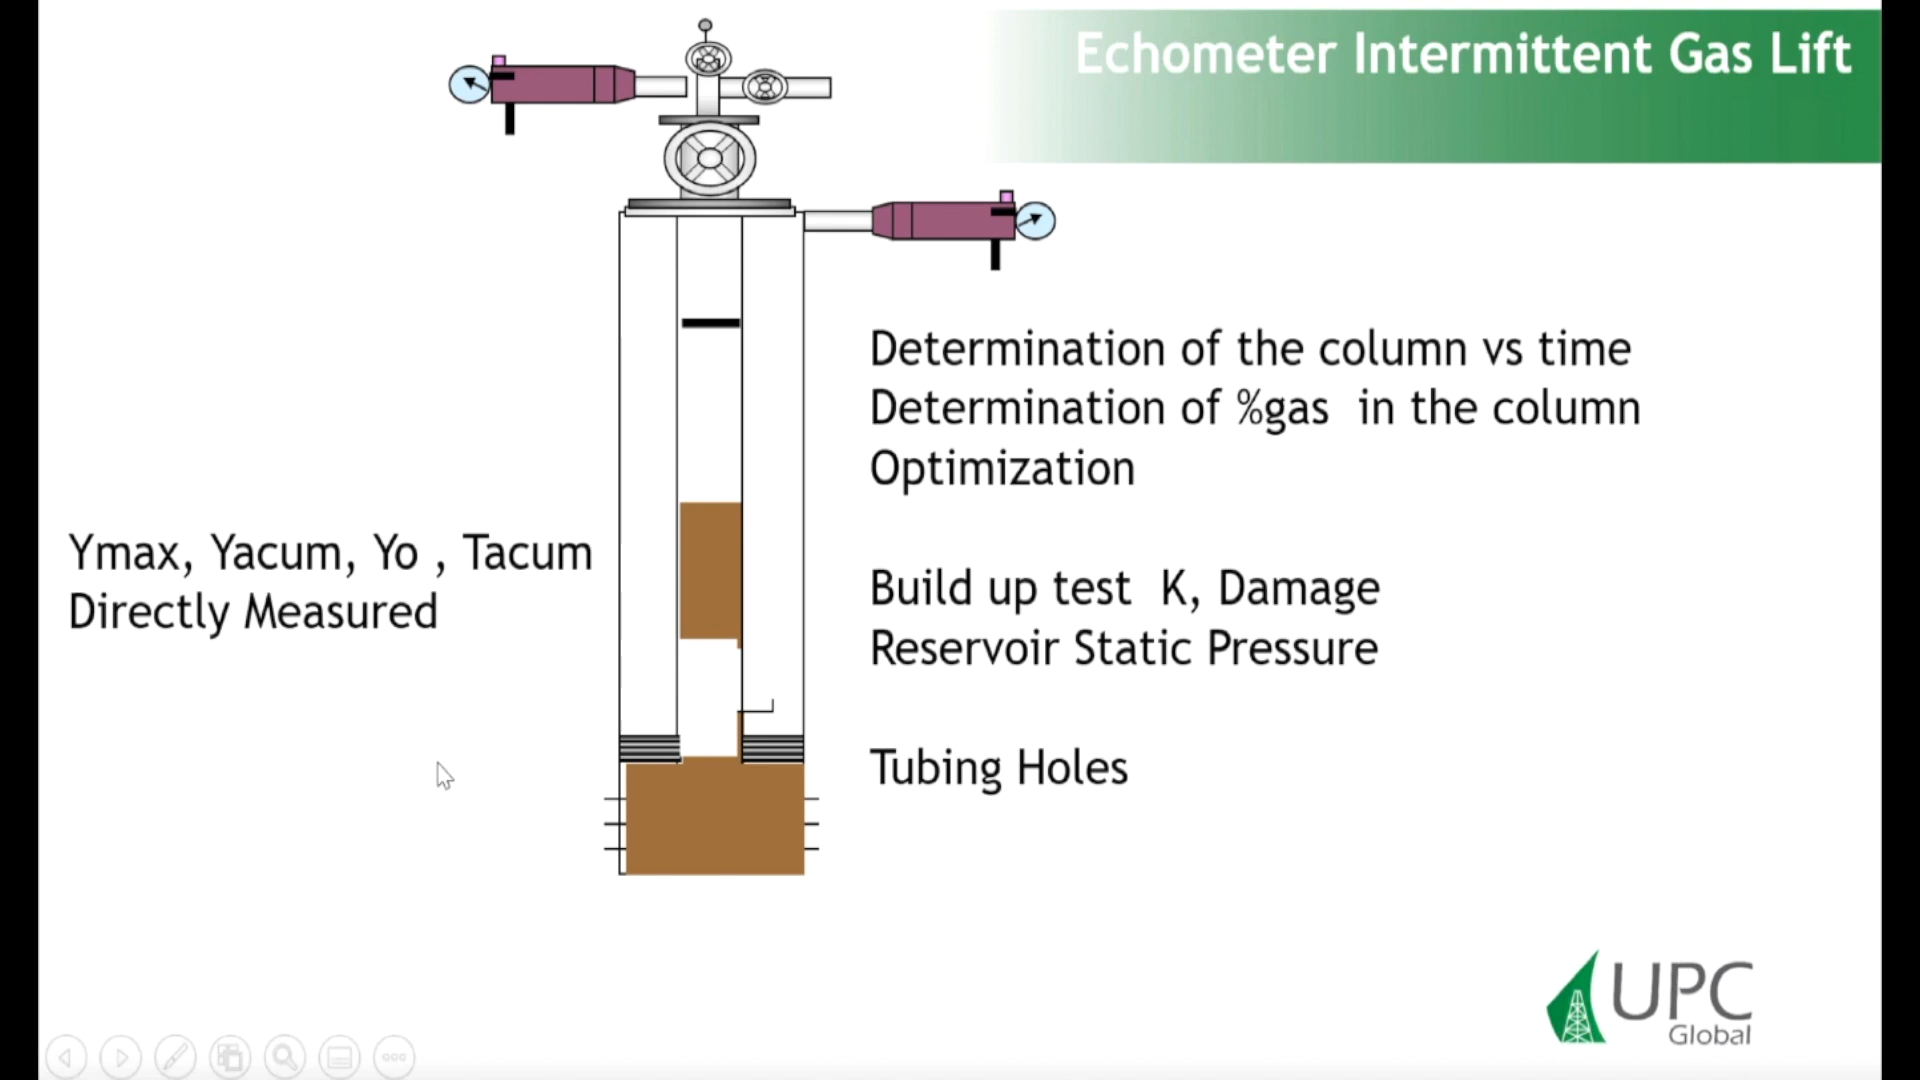 Echometer Intermittent Gas Lift
Determination of the column vs time
Determination of %gas in the column
Optimization
Ymax, Yacum, Yo , Tacum
Directly Measured
Build up test K, Damage
Reservoir Static Pressure
Tubing Holes
UPC
Global